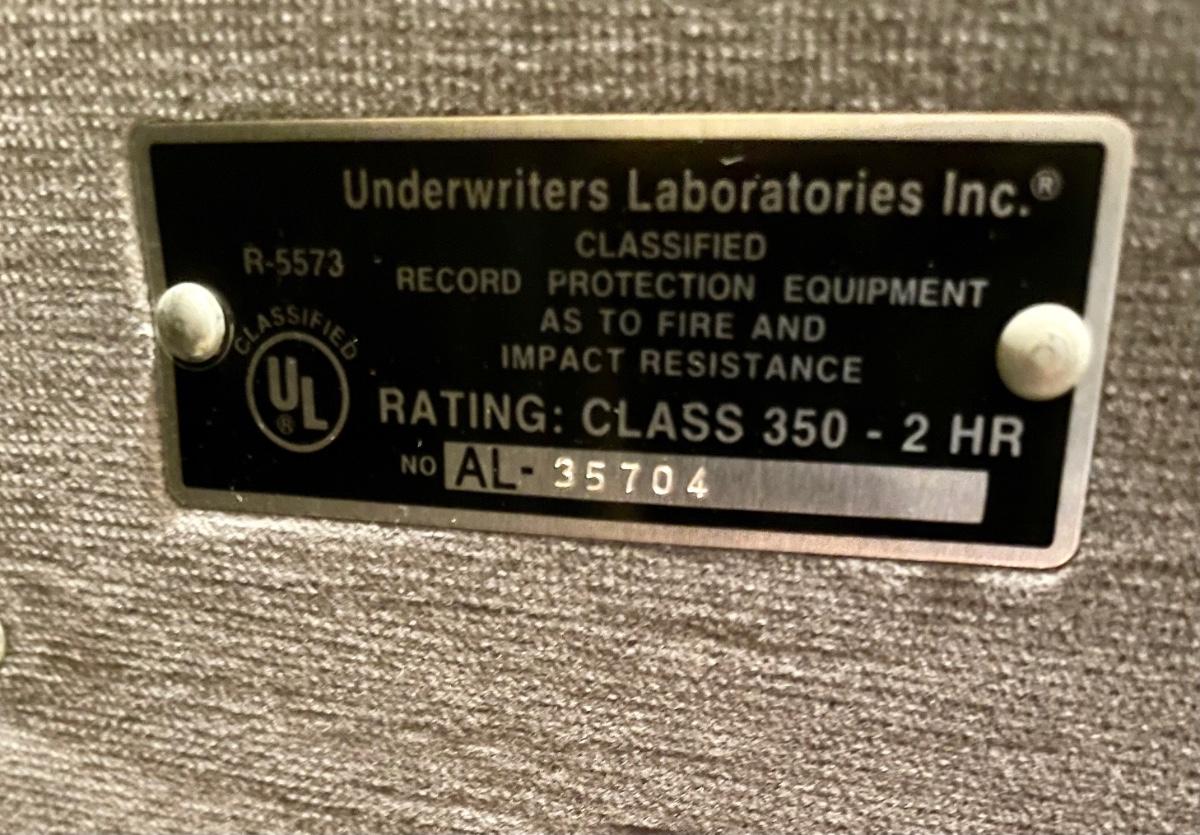 Underwriters Laboratories Inc.®
CLASSIFIED
R-5573
RECORD PROTECTION EQUIPMENT
AS TO FIRE AND
IMPACT RESISTANCE
CLASSIFIED
UL®
RATING: CLASS 350 - 2 HR
NO AL-35704